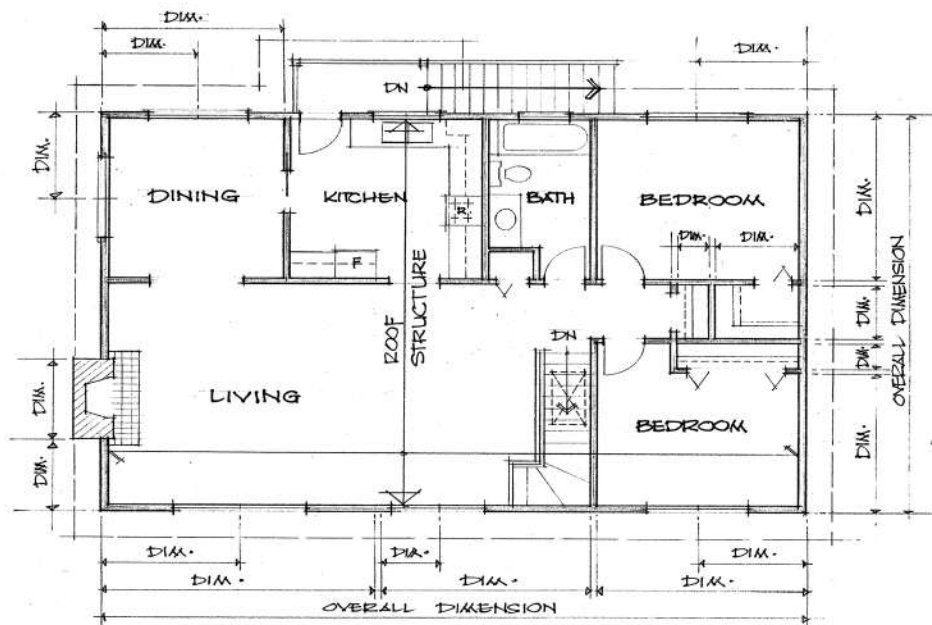 DIM.
DIM.
DIM.
DN
DIM.
DINING
KITCHEN
R
BATH
BEDROOM
DIM.
DIM.
DIM.
F
ROOF
STRUCTURE
DIM.
OVERALL DIMENSION
DN
DIM.
DIM.
LIVING
BEDROOM
DIM.
DIM.
DIM.
DIM.
DIM.
DIM.
DIM.
DIM.
DIM.
OVERALL DIMENSION